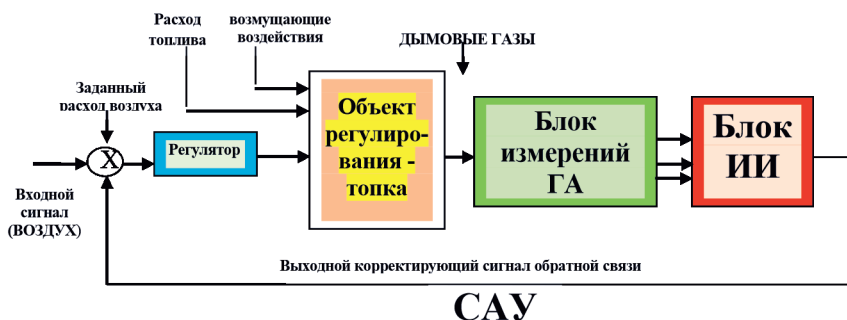 Расход
топлива
возмущающие
воздействия
ДЫМОВЫЕ ГАЗЫ
Заданный
расход воздуха
X
Регулятор
Объект
регулиро-
вания -
топка
Блок
измерений
ГА
Блок
ИИ
Входной
сигнал
(ВОЗДУХ)
Выходной корректирующий сигнал обратной связи
САУ